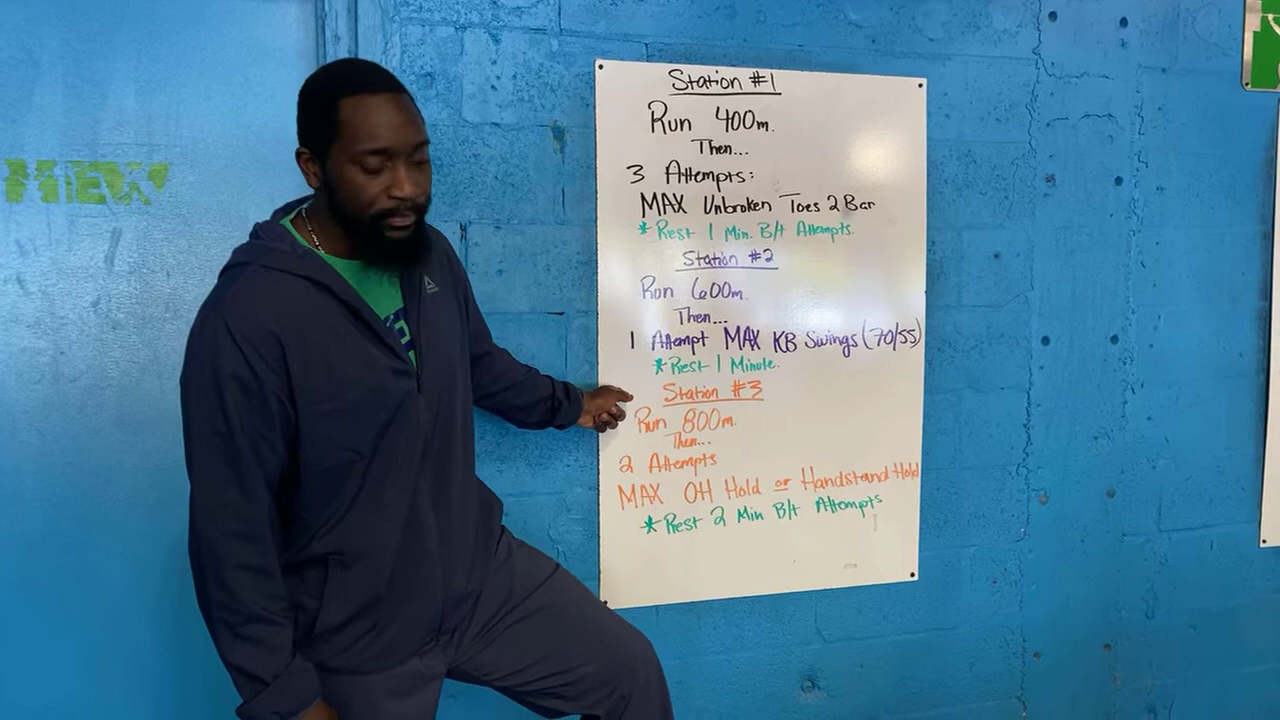 HEX
Station #1
Run 400m.
Then...
3 Attempts:
MAX Unbroken Toes 2 Bar
*Rest 1 Min. B/t Attempts.
Station #2
Run 600m.
Then...
1 Attempt MAX KB Swings (70/55)
*Rest 1 Minute.
Station #3
Run 800m.
Then...
2 Attempts
MAX OH Hold or Handstand Hold
*Rest 2 Min B/t Attempts